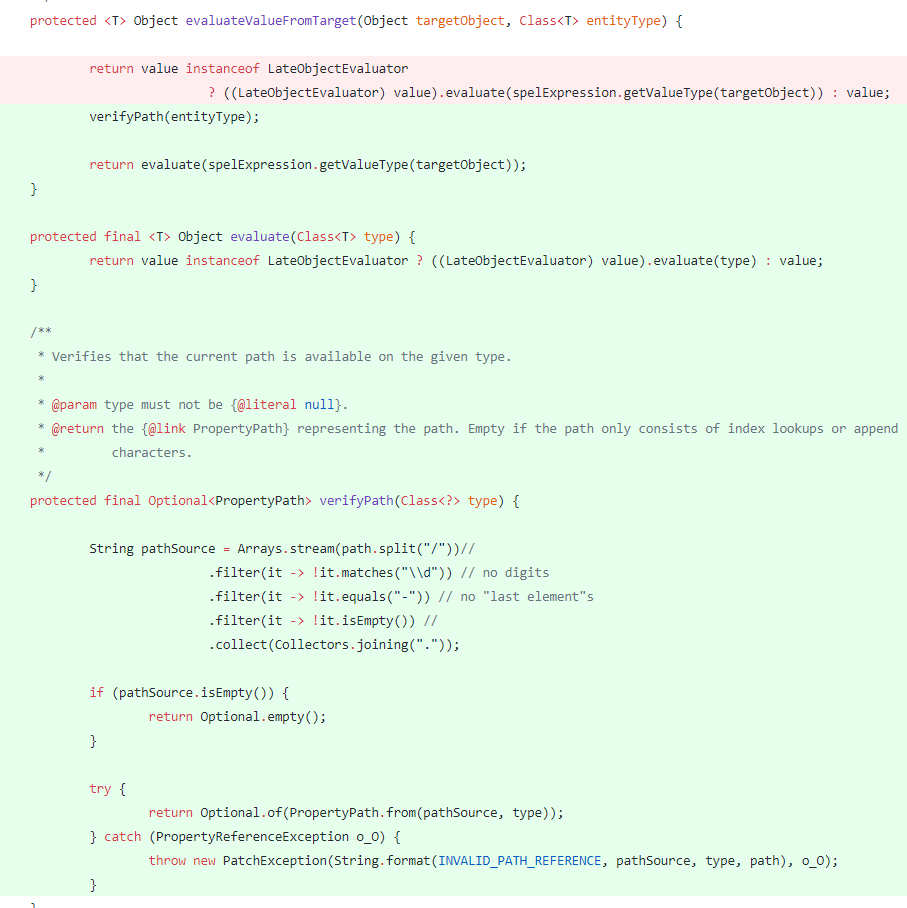 protected <T> Object evaluateValueFromTarget(Object targetObject, Class<T> entityType) {
return value instanceof LateObjectEvaluator
? ((LateObjectEvaluator) value).evaluate(spelExpression.getValueType(targetObject)) : value;
verifyPath(entityType);
return evaluate(spelExpression.getValueType(targetObject));
}
protected final <T> Object evaluate(Class<T> type) {
return value instanceof LateObjectEvaluator ? ((LateObjectEvaluator) value).evaluate(type) : value;
}
/**
* Verifies that the current path is available on the given type.
*
* @param type must not be {@literal null}.
* @return the {@link PropertyPath} representing the path. Empty if the path only consists of index lookups or append
* characters.
*/
protected final Optional<PropertyPath> verifyPath(Class<?> type) {
String pathSource = Arrays.stream(path.split("/"))//
.filter(it -> !it.matches("\\d")) // no digits
.filter(it -> !it.equals("-")) // no "last element"s
.filter(it -> !it.isEmpty()) //
.collect(Collectors.joining("."));
if (pathSource.isEmpty()) {
return Optional.empty();
}
try {
return Optional.of(PropertyPath.from(pathSource, type));
} catch (PropertyReferenceException o_O) {
throw new PatchException(String.format(INVALID_PATH_REFERENCE, pathSource, type, path), o_O);
}
}